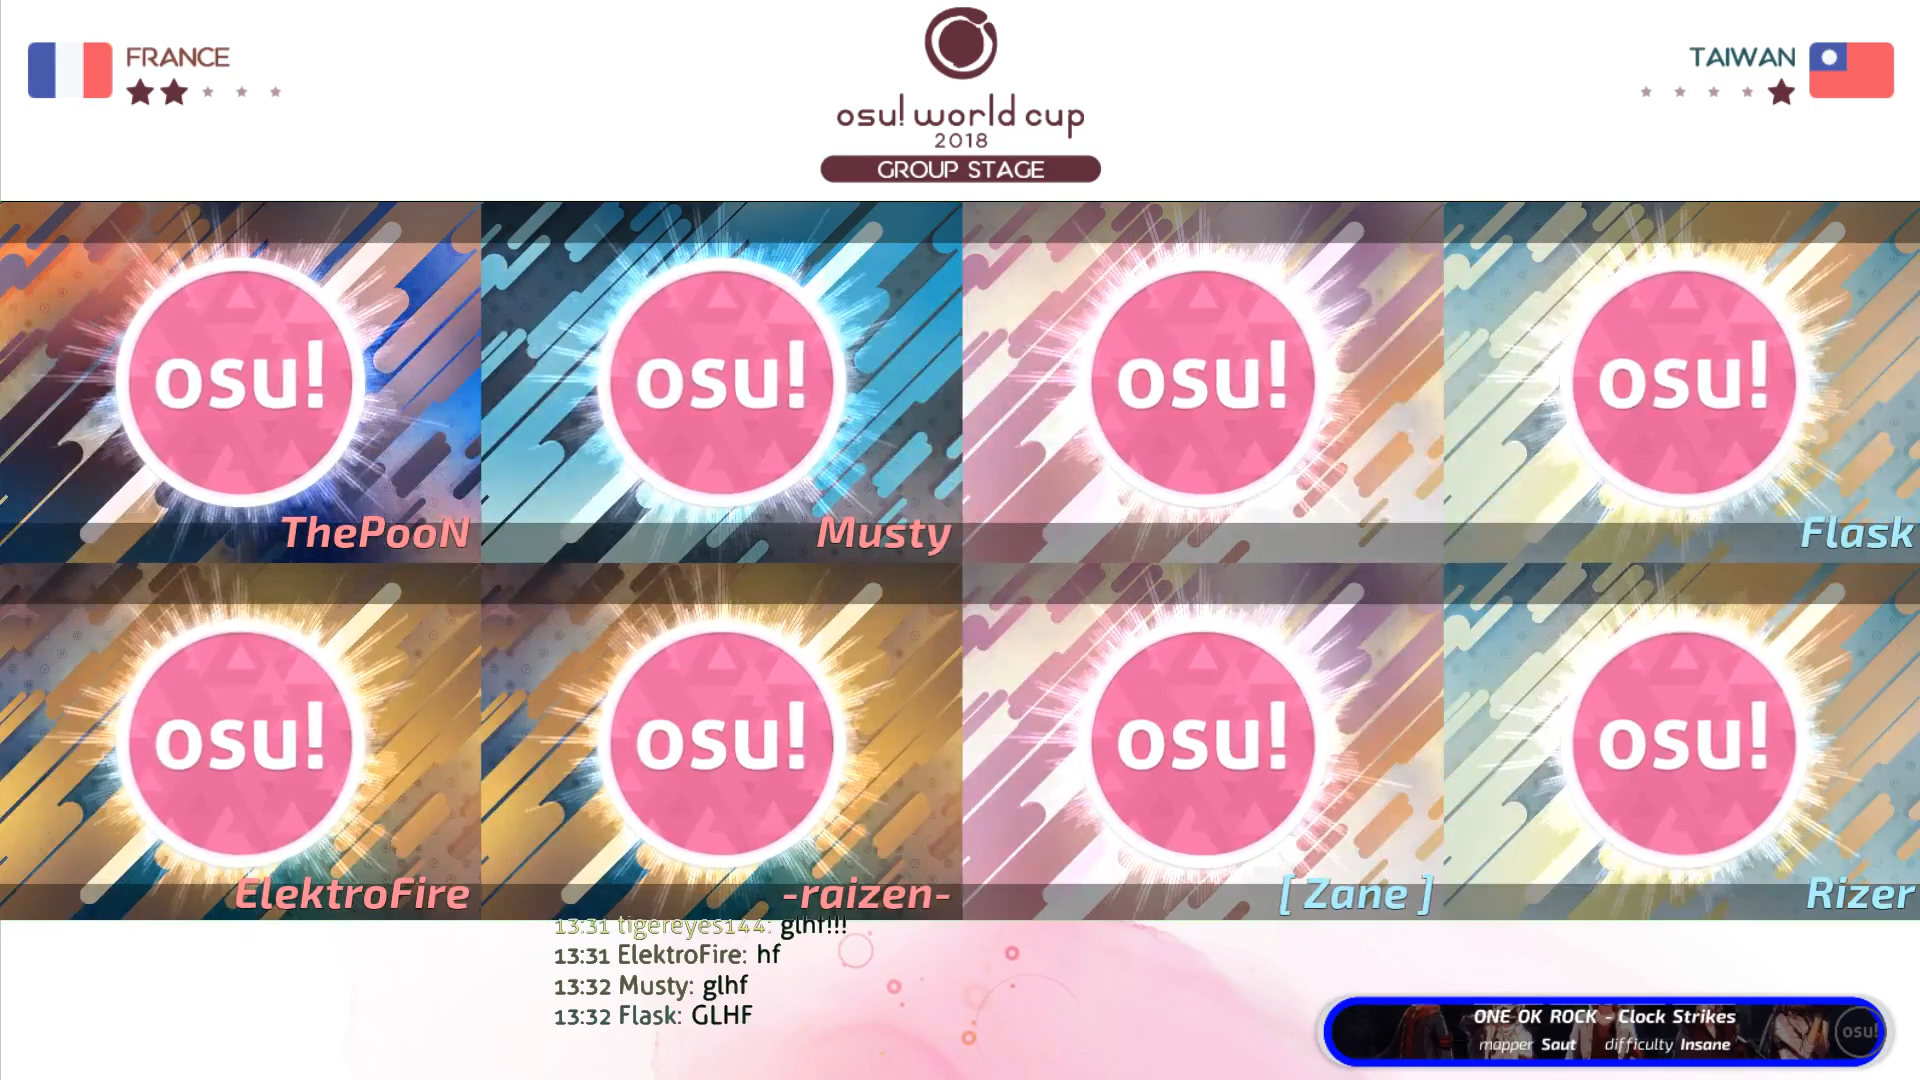 FRANCE
TAIWAN
osu! world cup
2018
GROUP STAGE
osu!
osu!
osu!
osu!
ThePooN
Musty
Flask
osu!
osu!
osu!
osu!
ElektroFire
-raizen-
[ Zane ]
Rizer
13:31 tigereyes144: glhf!!!
13:31 ElektroFire: hf
13:32 Musty: glhf
13:32 Flask: GLHF
ONE OK ROCK - Clock Strikes
mapper Saut difficulty Insane
osu!